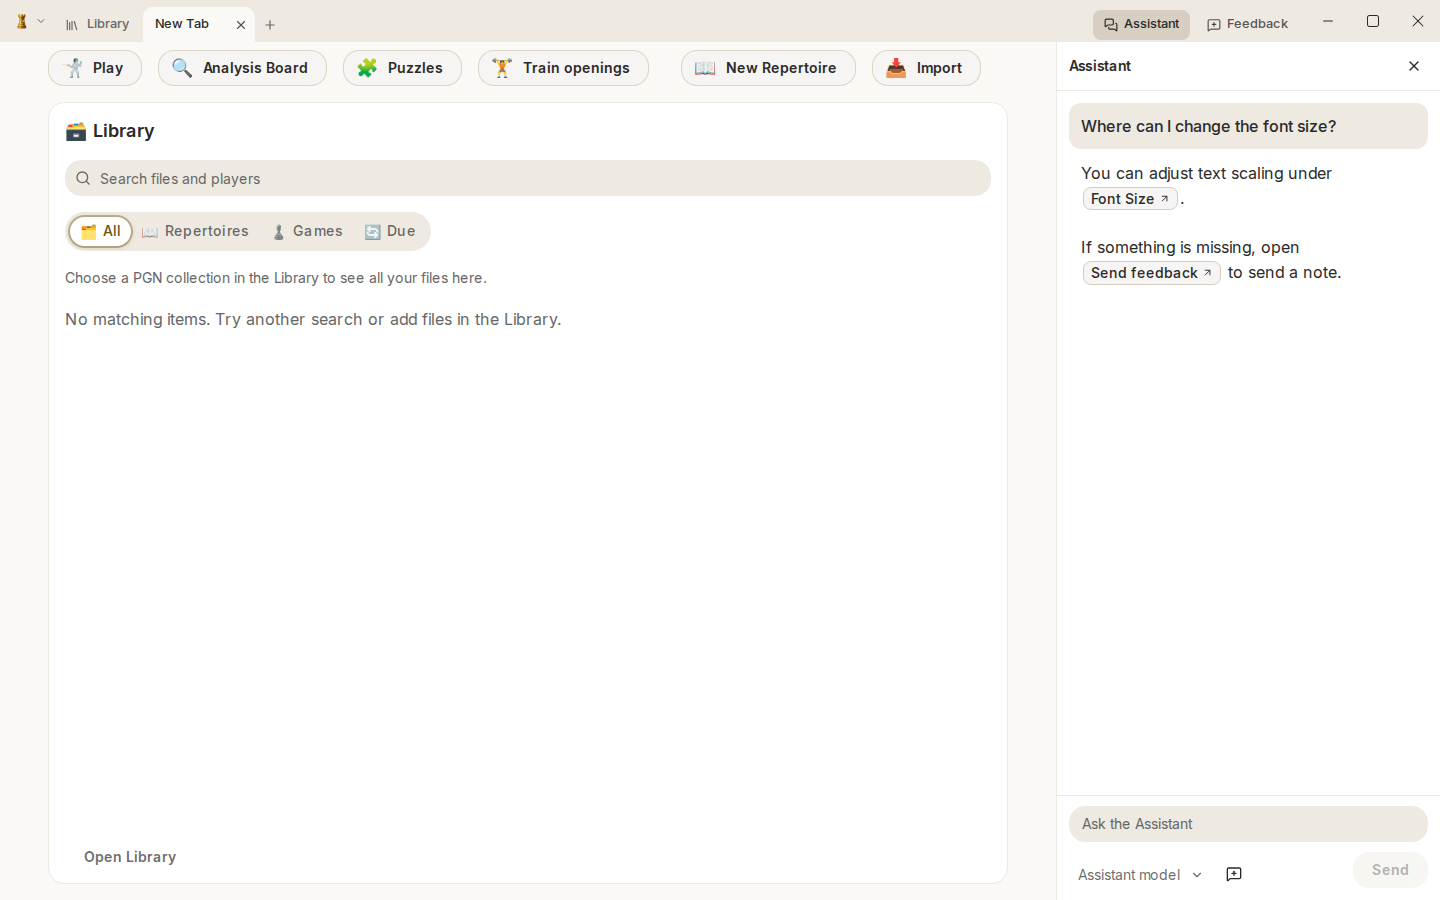 Library
New Tab
Assistant
Feedback
Play
Analysis Board
Puzzles
Train openings
New Repertoire
Import
Library
Search files and players
All
Repertoires
Games
Due
Choose a PGN collection in the Library to see all your files here.
No matching items. Try another search or add files in the Library.
Open Library
Assistant
Where can I change the font size?
You can adjust text scaling under
Font Size .
If something is missing, open
Send feedback to send a note.
Ask the Assistant
Assistant model
Send